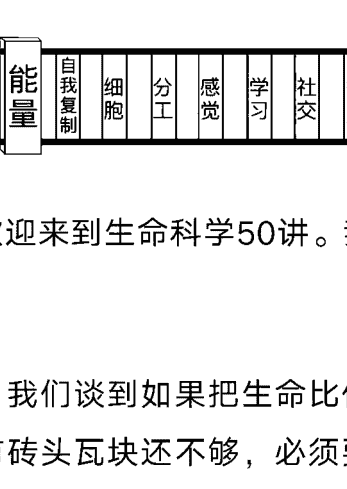 能量
自我复制
细胞
分工
感觉
学习
社交
迎来到生命科学50讲。
，我们谈到如果把生命比
砖头瓦块还不够，必须